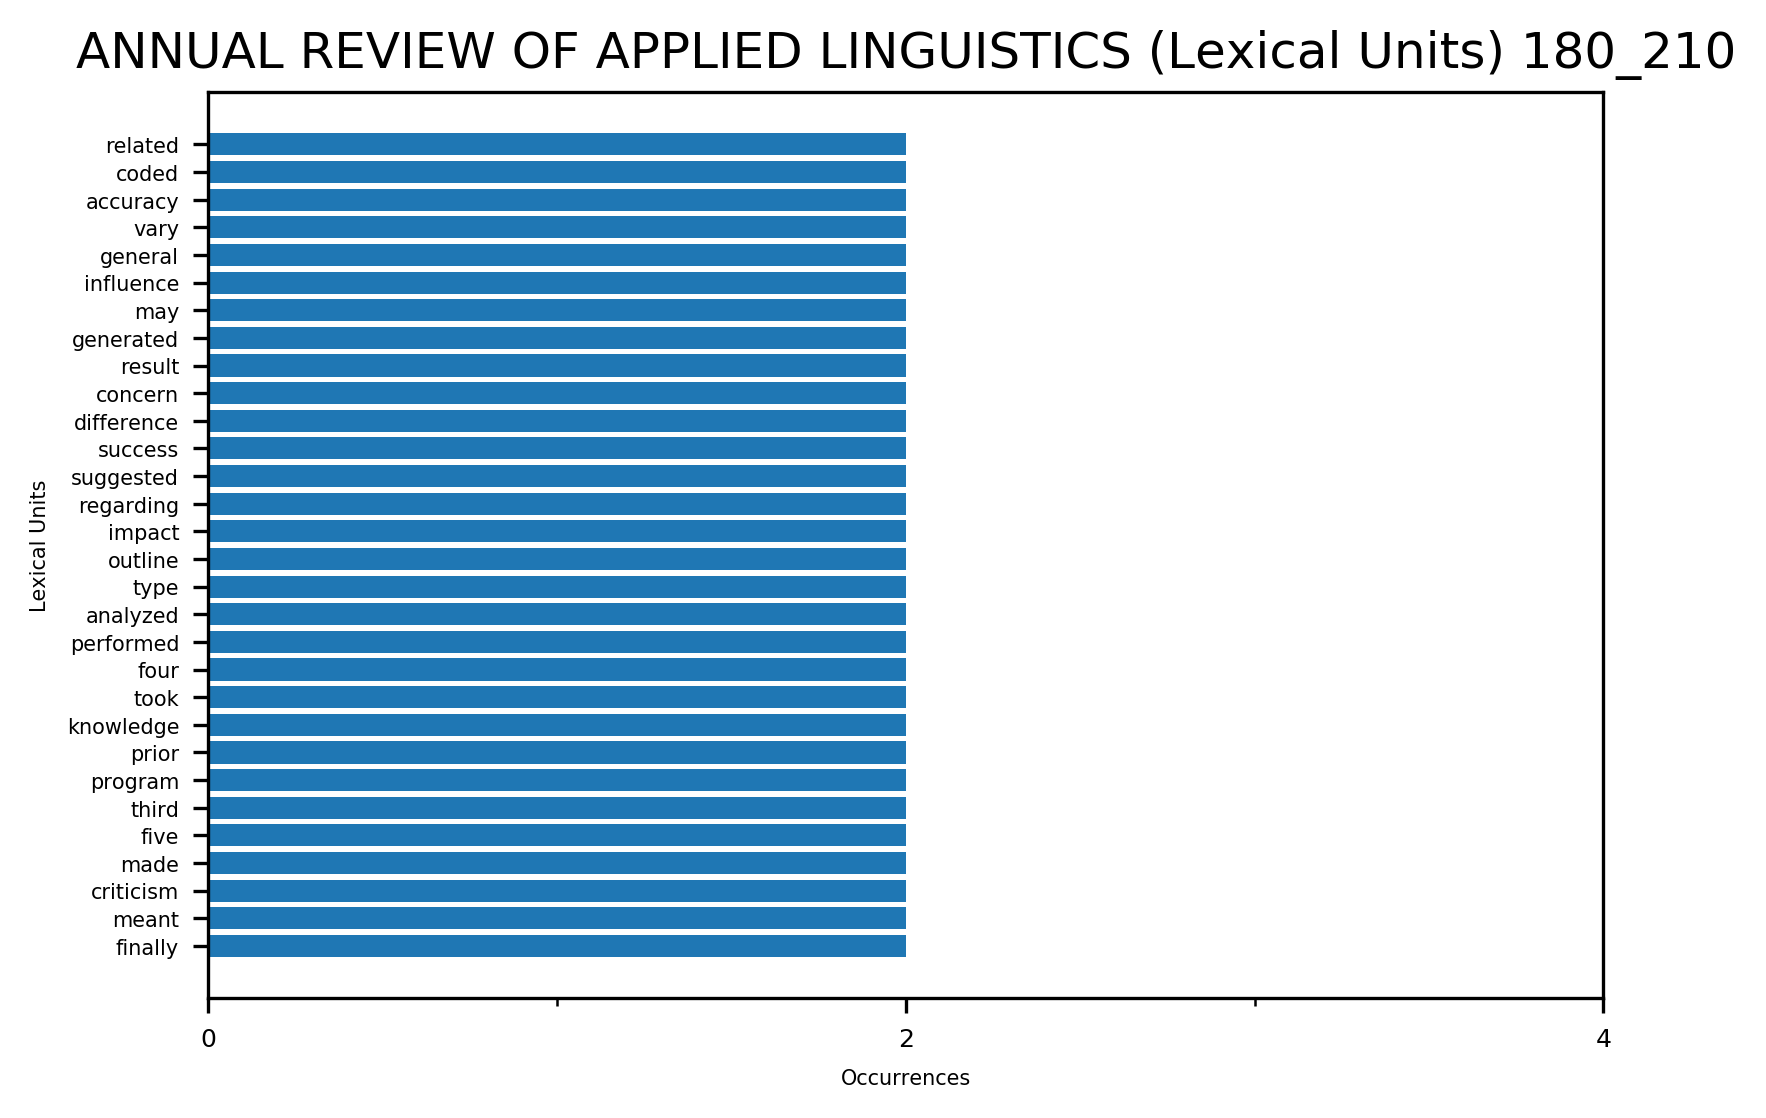 ANNUAL REVIEW OF APPLIED LINGUISTICS (Lexical Units) 180_210
related
coded
accuracy
vary
general
influence
may
generated
result
concern
difference
success
suggested
regarding
impact
outline
type
analyzed
performed
four
took
knowledge
prior
program
third
five
made
criticism
meant
finally
Lexical Units
0 2 4
Occurrences